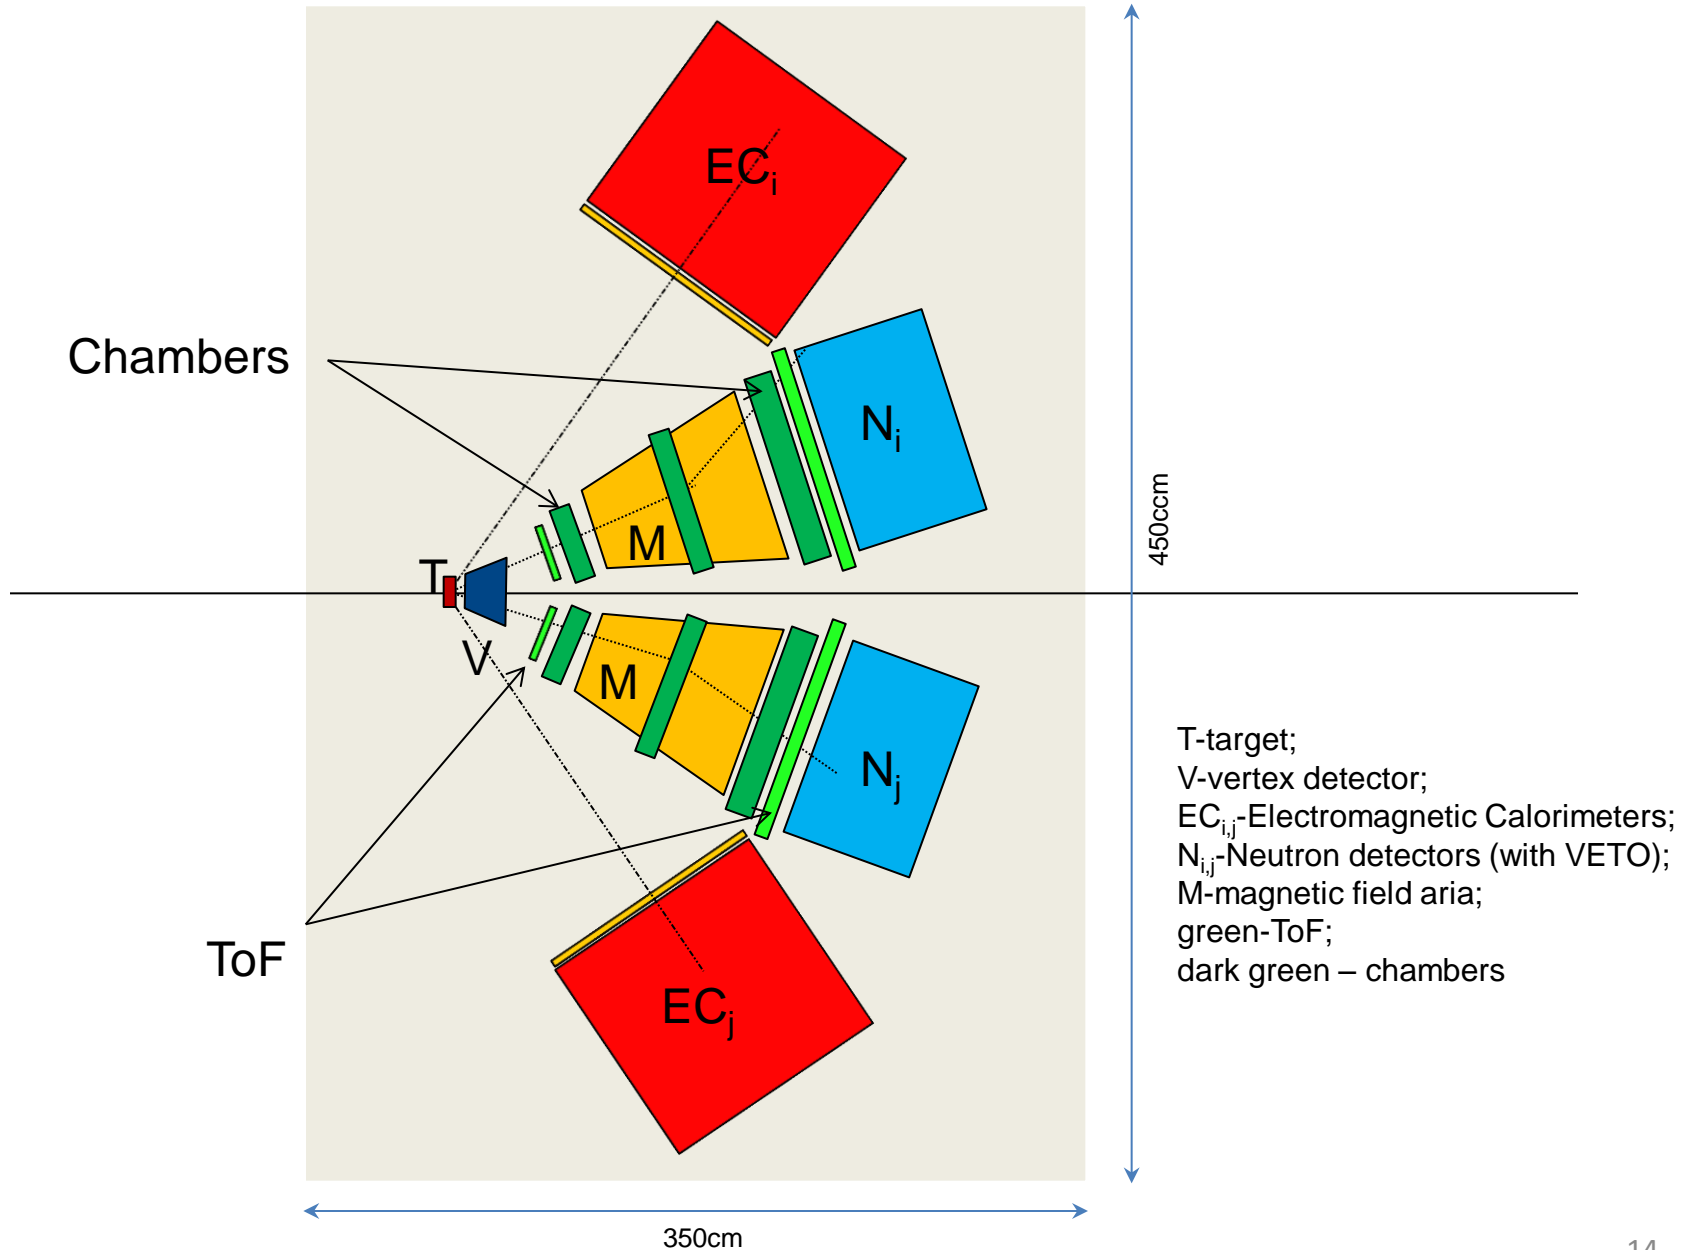 ECi
Chambers
Ni
M
T
450ccm
V
M
Nj
T-target;
V-vertex detector;
ECi,j-Electromagnetic Calorimeters;
Ni,j-Neutron detectors (with VETO);
M-magnetic field aria;
green-ToF;
dark green – chambers
ToF
ECj
350cm
14